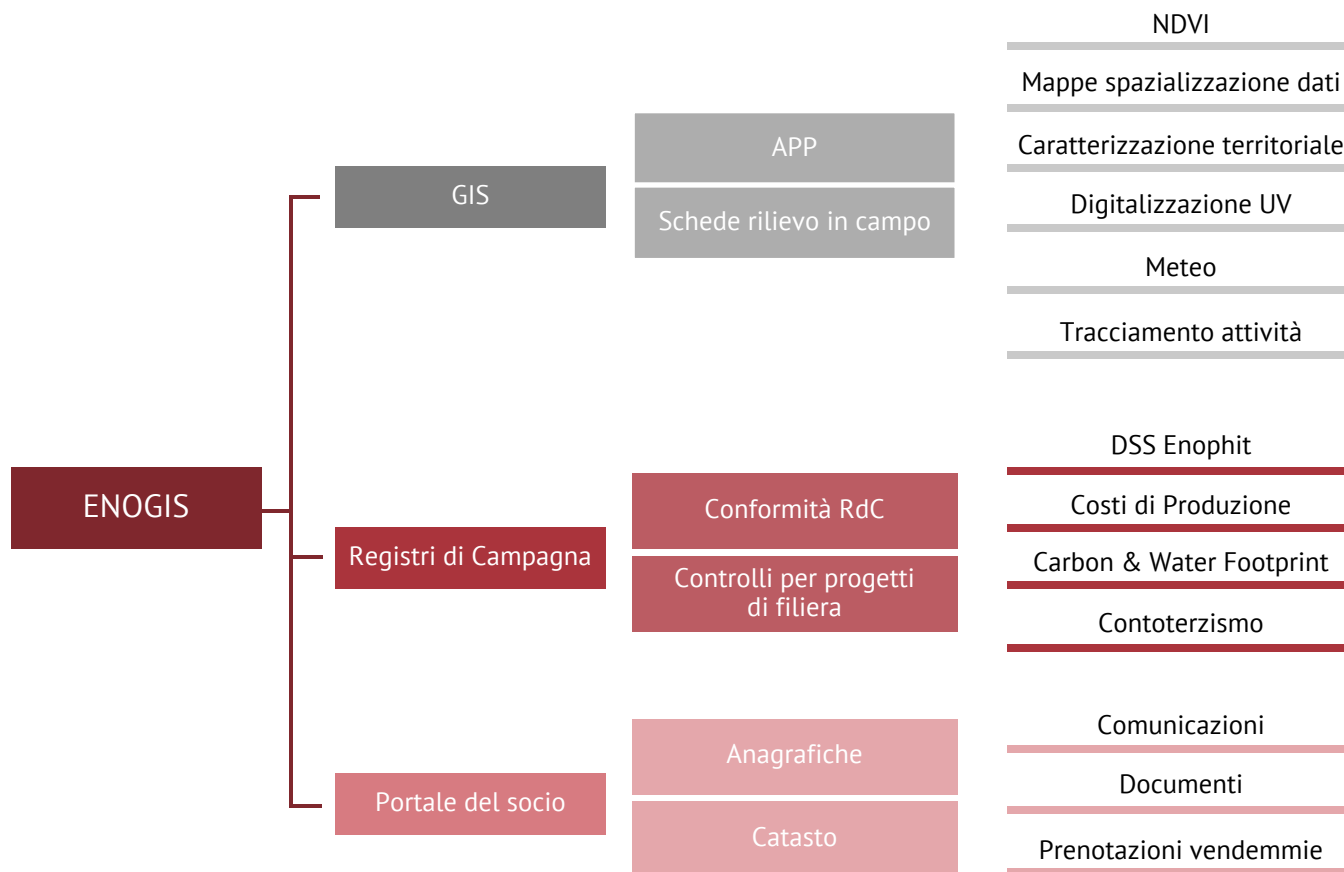 ENOGIS
GIS
APP
Schede rilievo in campo
NDVI
Mappe spazializzazione dati
Caratterizzazione territoriale
Digitalizzazione UV
Meteo
Tracciamento attività
Registri di Campagna
Conformità RdC
Controlli per progetti
di filiera
DSS Enophit
Costi di Produzione
Carbon & Water Footprint
Contoterzismo
Portale del socio
Anagrafiche
Catasto
Comunicazioni
Documenti
Prenotazioni vendemmie